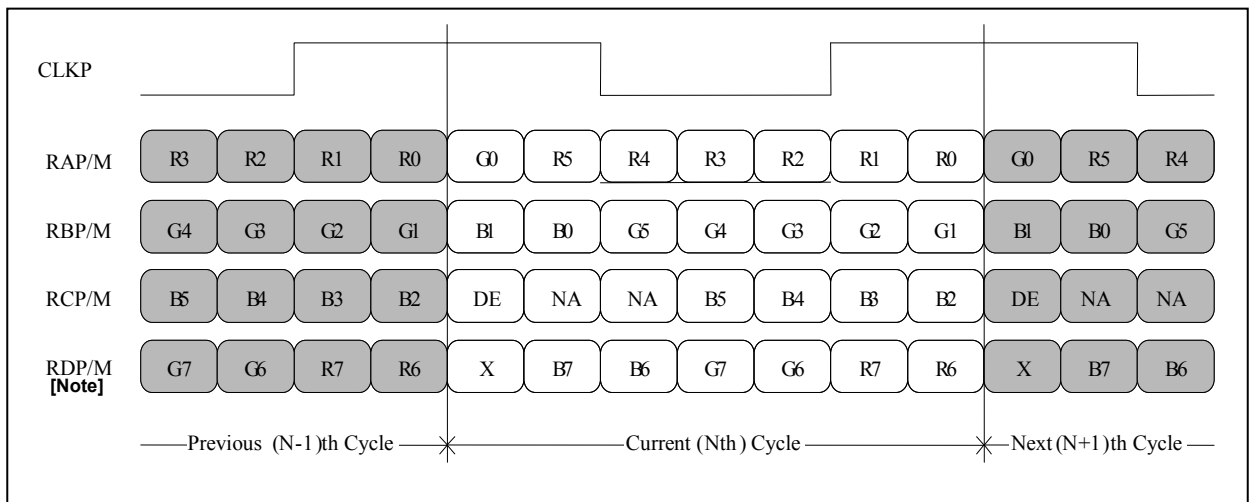 CLKP
RAP/M R3 R2 R1 R0 G0 R5 R4 R3 R2 R1 R0 G0 R5 R4
RBP/M G4 G3 G2 G1 B1 B0 G5 G4 G3 G2 G1 B1 B0 G5
RCP/M B5 B4 B3 B2 DE NA NA B5 B4 B3 B2 DE NA NA
RDP/M G7 G6 R7 R6 X B7 B6 G7 G6 R7 R6 X B7 B6
[Note]
Previous (N-1)th Cycle Current (Nth) Cycle Next (N+1)th Cycle